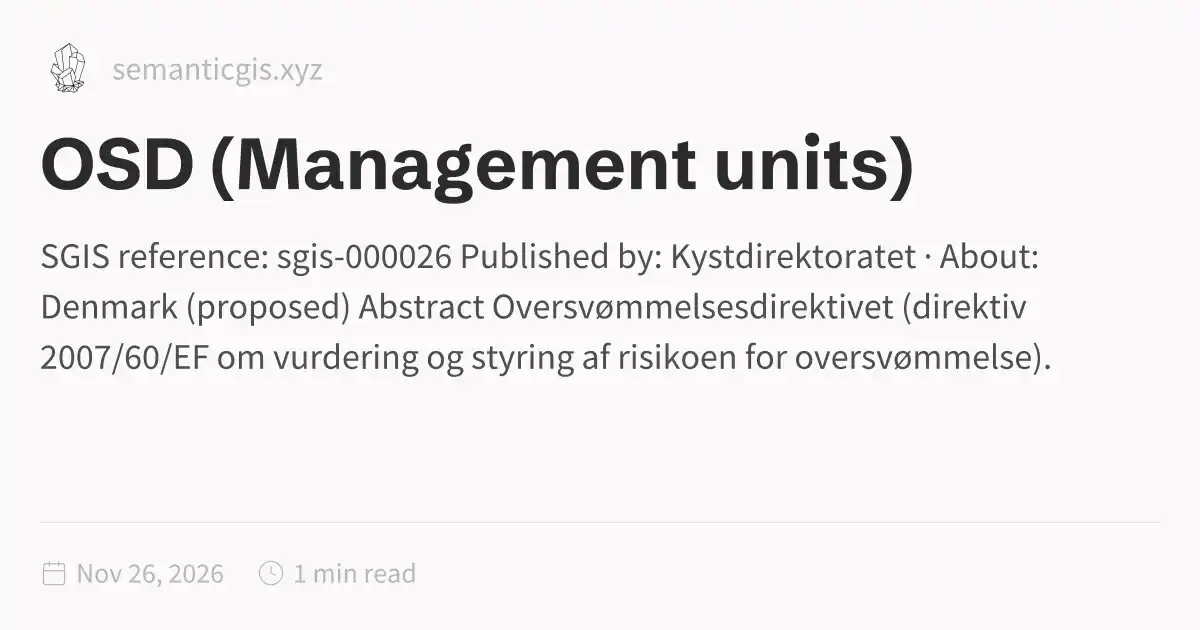 semanticgis.xyz
OSD (Management units)
SGIS reference: sgis-000026 Published by: Kystdirektoratet · About:
Denmark (proposed) Abstract Oversvømmelsesdirektivet (direktiv
2007/60/EF om vurdering og styring af risikoen for oversvømmelse).
Nov 26, 2026 1 min read